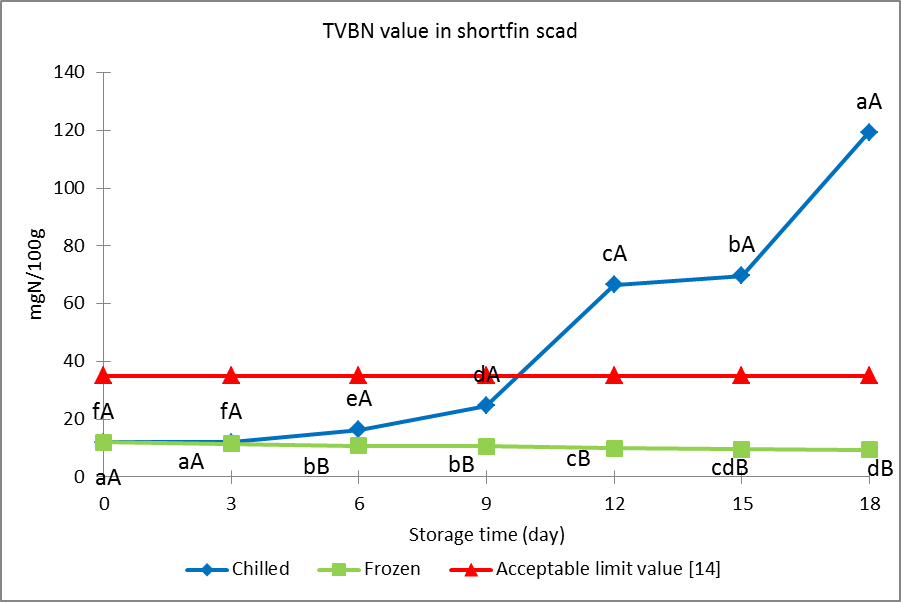 TVBN value in shortfin scad
mgN/100g
140
120
100
80
60
40
20
0
aA
bA
cA
dA
eA
fA
fA
aA
aA
bB
bB
cB
cdB
dB
0 3 6 9 12 15 18
Storage time (day)
Chilled Frozen Acceptable limit value [14]